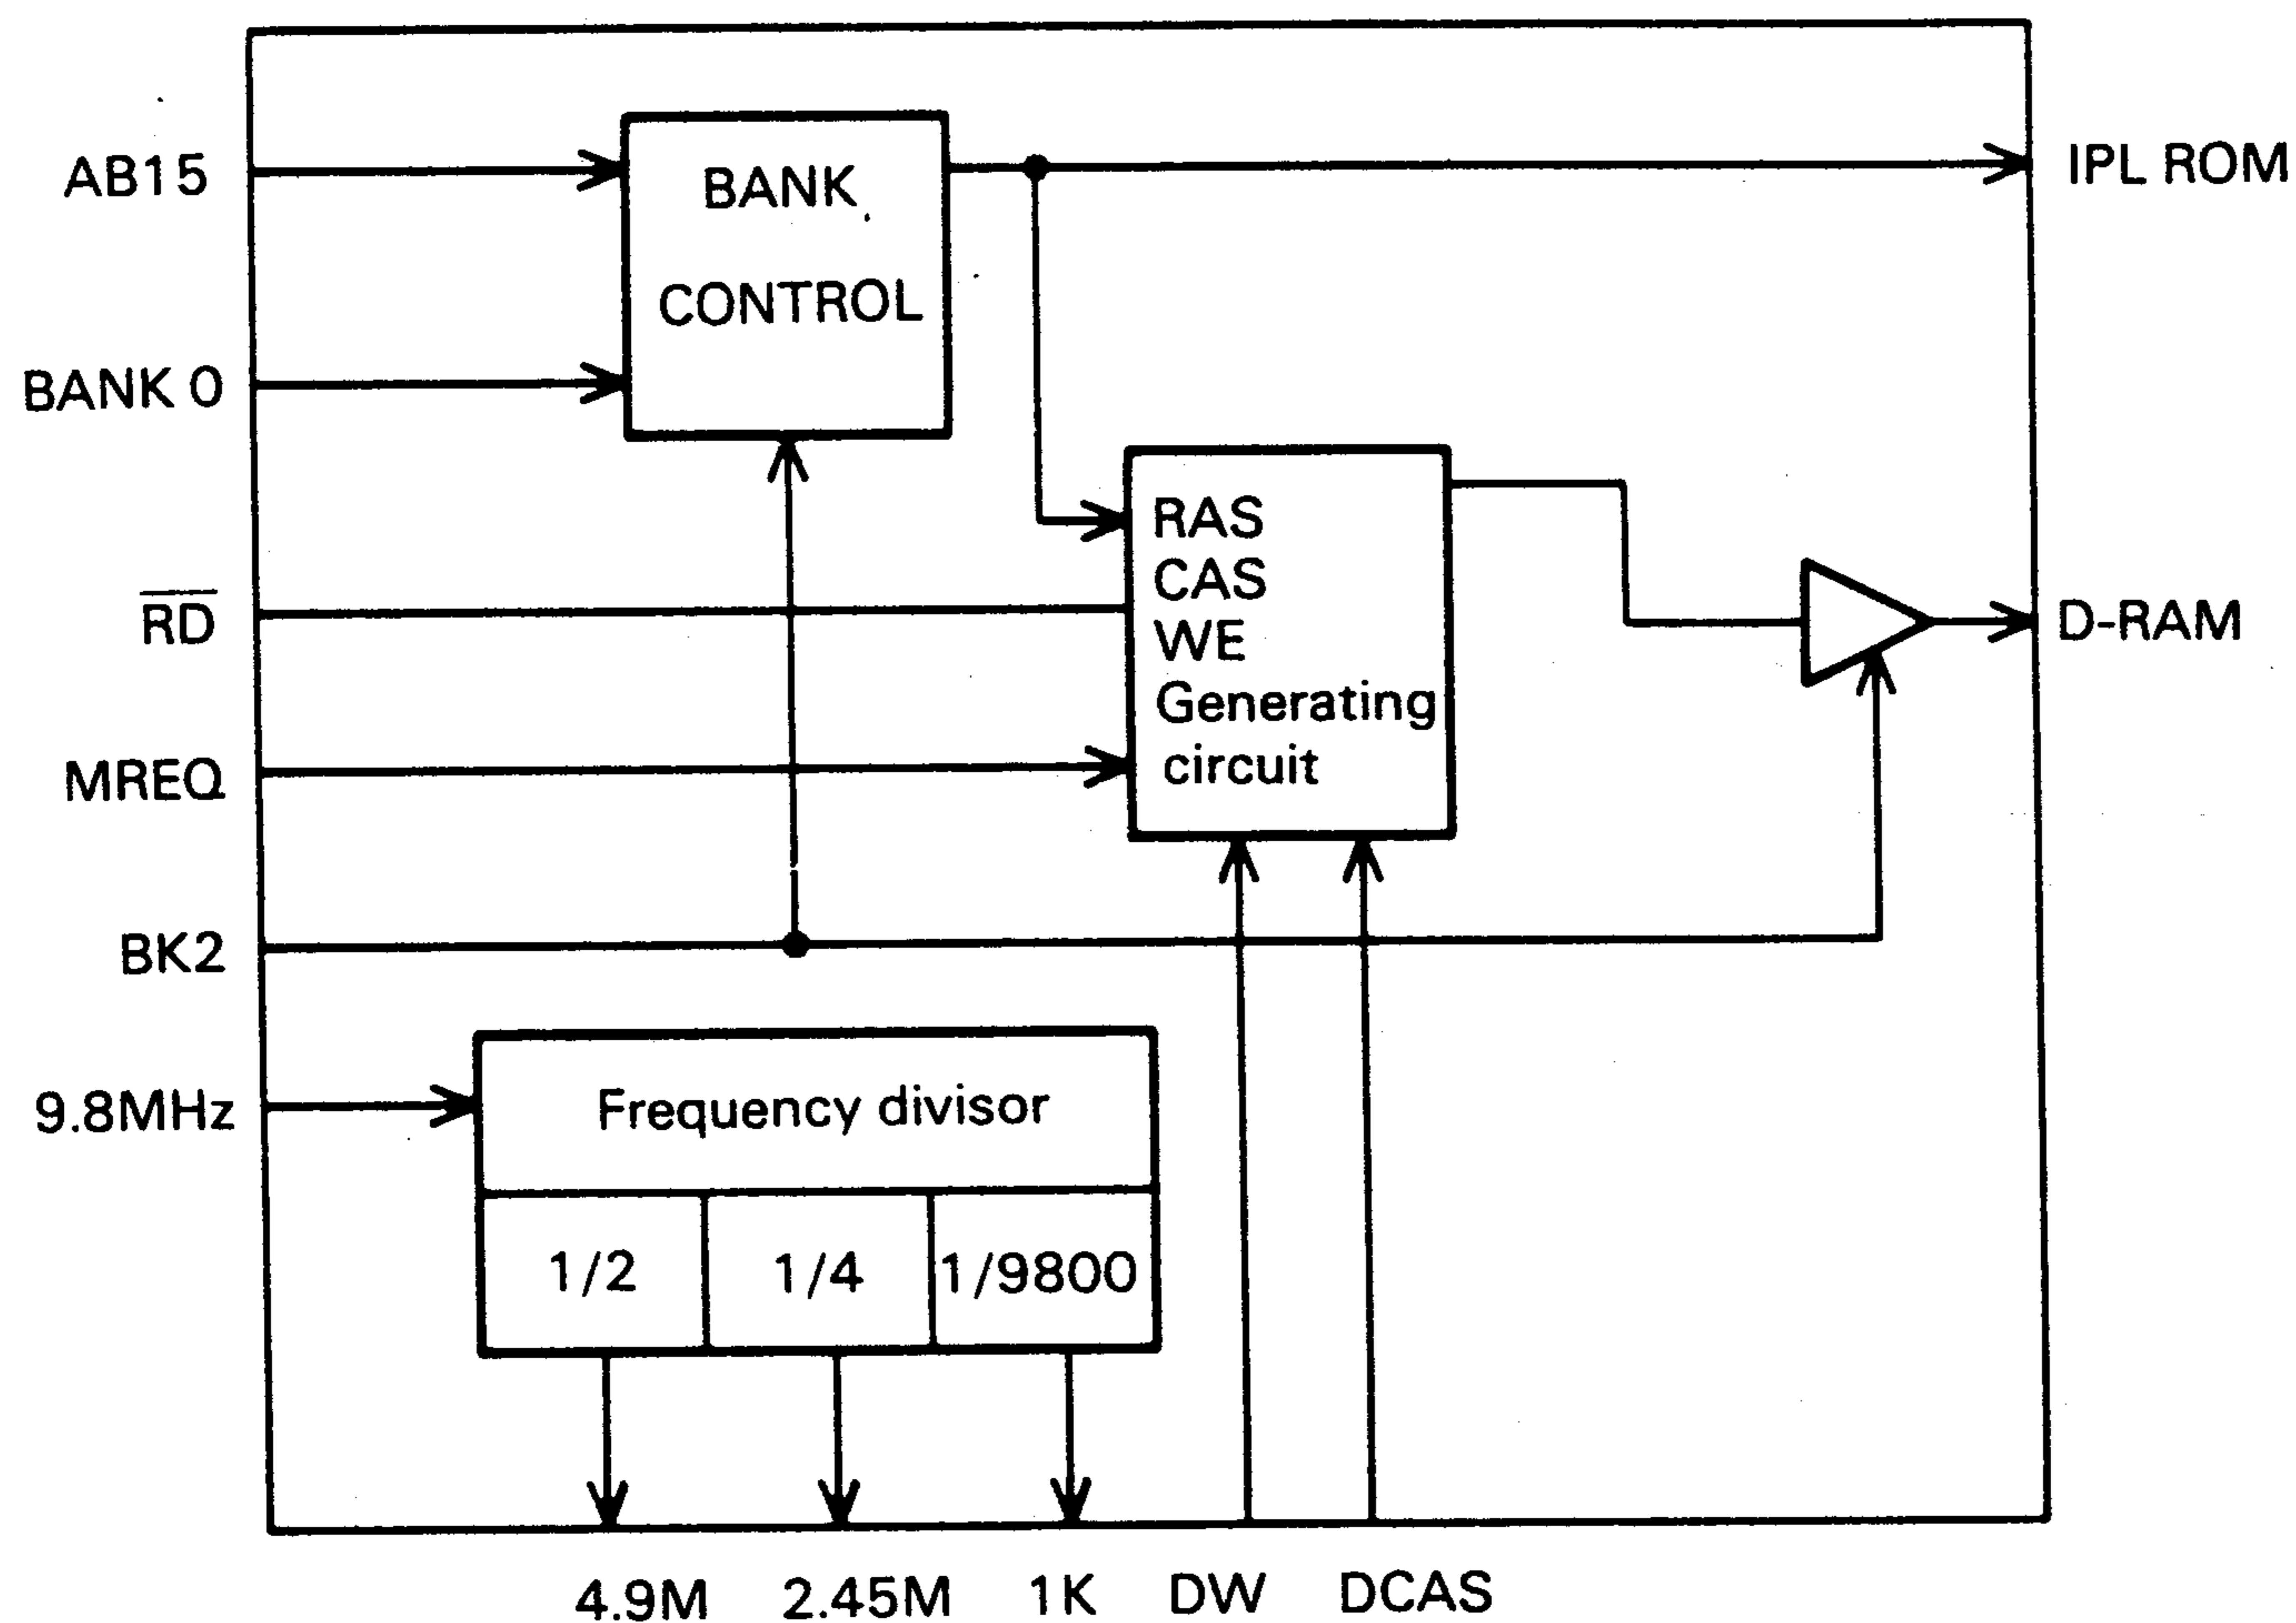 AB15
BANK
CONTROL
IPL ROM
BANK 0
RAS
CAS
WE
Generating
circuit
R̅D̅
D-RAM
MREQ
BK2
9.8MHz
Frequency divisor
1/2
1/4
1/9800
4.9M
2.45M
1K
DW
DCAS